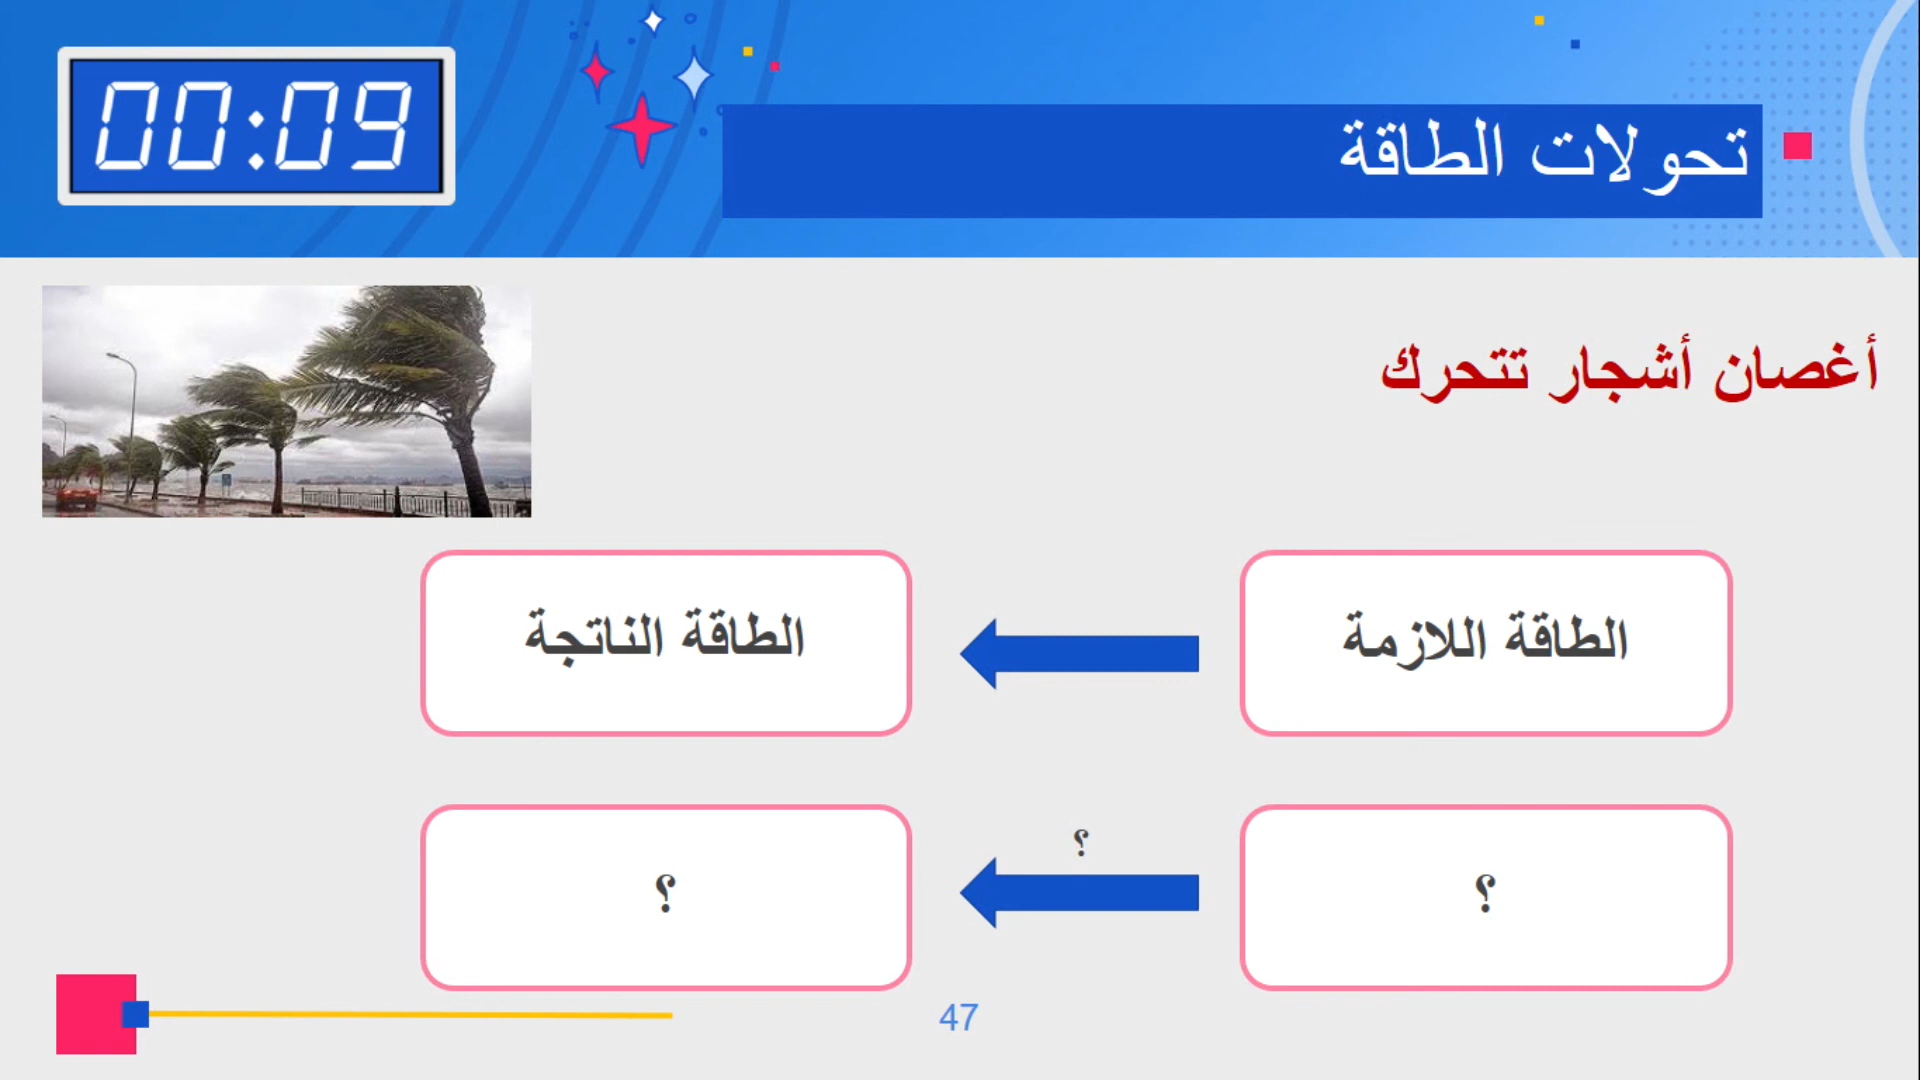 00:09
تحولات الطاقة
أغصان أشجار تتحرك
الطاقة اللازمة
الطاقة الناتجة
؟
؟
؟
47